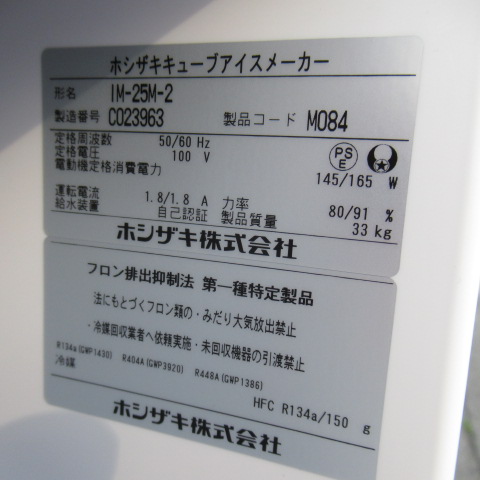 ホシザキキューブアイスメーカー
形名 IM-25M-2
製造番号 C023963 製品コード M084
定格周波数 50/60 Hz
定格電圧 100 V
電動機定格消費電力 145/165 W
PSE
運転電流 1.8/1.8 A 力率 80/91 %
給水装置 自己認証 製品質量 33 kg
ホシザキ株式会社
フロン排出抑制法 第一種特定製品
法にもとづくフロン類の・みだり大気放出禁止
・冷媒回収業者へ依頼実施・未回収機器の引渡禁止
R134a(GWP1430) R404A(GWP3920) R448A(GWP1386)
冷媒 HFC R134a/150 g
ホシザキ株式会社